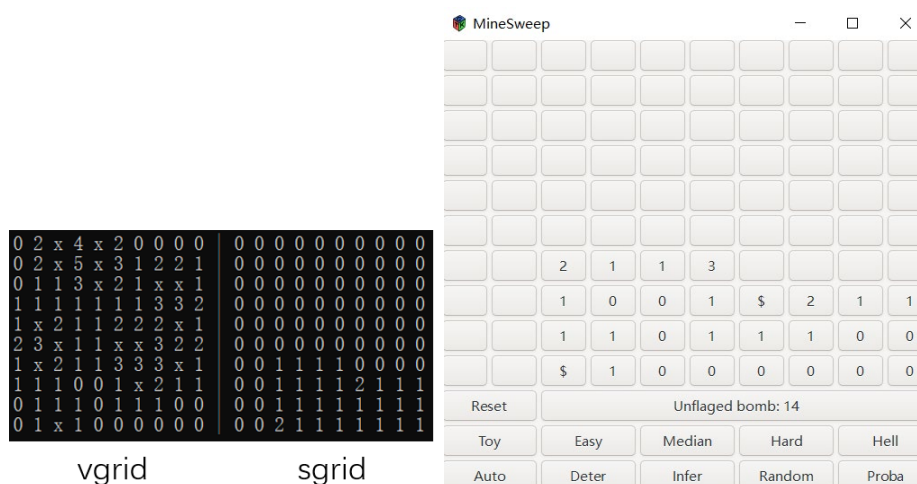 MineSweep
0 2 x 4 x 2 0 0 0 0
0 2 x 5 x 3 1 2 2 1
0 1 1 3 x 2 1 x x 1
1 1 1 1 1 1 1 3 3 2
1 x 2 1 1 2 2 2 x 1
2 3 x 1 1 x x 3 2 2
1 x 2 1 1 3 3 3 x 1
1 1 1 0 0 1 x 2 1 1
0 1 1 1 0 1 1 1 0 0
0 1 x 1 0 0 0 0 0 0
0 0 0 0 0 0 0 0 0 0
0 0 0 0 0 0 0 0 0 0
0 0 0 0 0 0 0 0 0 0
0 0 0 0 0 0 0 0 0 0
0 0 0 0 0 0 0 0 0 0
0 0 0 0 0 0 0 0 0 0
0 0 1 1 1 1 0 0 0 0
0 0 1 1 1 1 2 1 1 1
0 0 1 1 1 1 1 1 1 1
0 0 2 1 1 1 1 1 1 1
vgrid
sgrid
2 1 1 3
1 0 0 1 $ 2 1 1
1 1 0 1 1 1 0 0
$ 1 0 0 0 0 0 0
Reset Unflaged bomb: 14
Toy Easy Median Hard Hell
Auto Deter Infer Random Proba